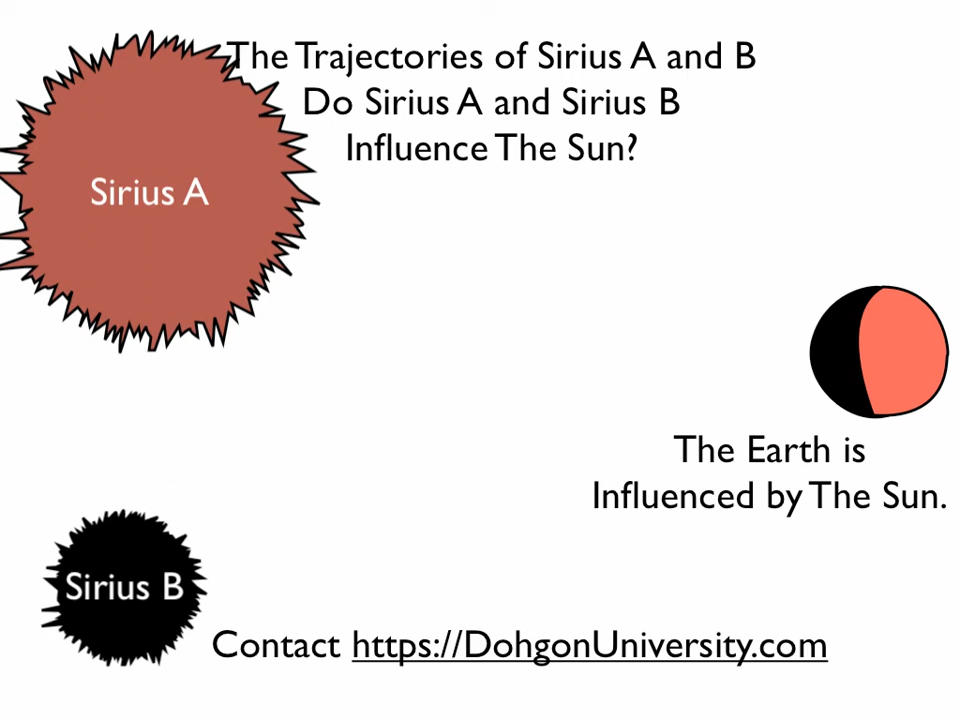 The Trajectories of Sirius A and B
Do Sirius A and Sirius B
Influence The Sun?
Sirius A
The Earth is
Influenced by The Sun.
Sirius B
Contact https://DohgonUniversity.com